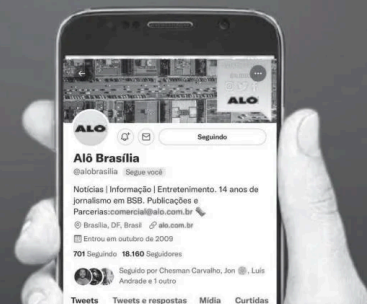 ALO
ALO
Seguindo
Alô Brasília
@alobrasilia Segue você
Notícias | Informação | Entretenimento. 14 anos de
jornalismo em BSB. Publicações e
Parcerias:comercial@alo.com.br
Brasília, DF, Brasil alo.com.br
Entrou em outubro de 2009
701 Seguindo 18.160 Seguidores
Seguido por Chesman Carvalho, Jon @, Luis
Andrade e 1 outro
Tweets Tweets e respostas Mídia Curtidas